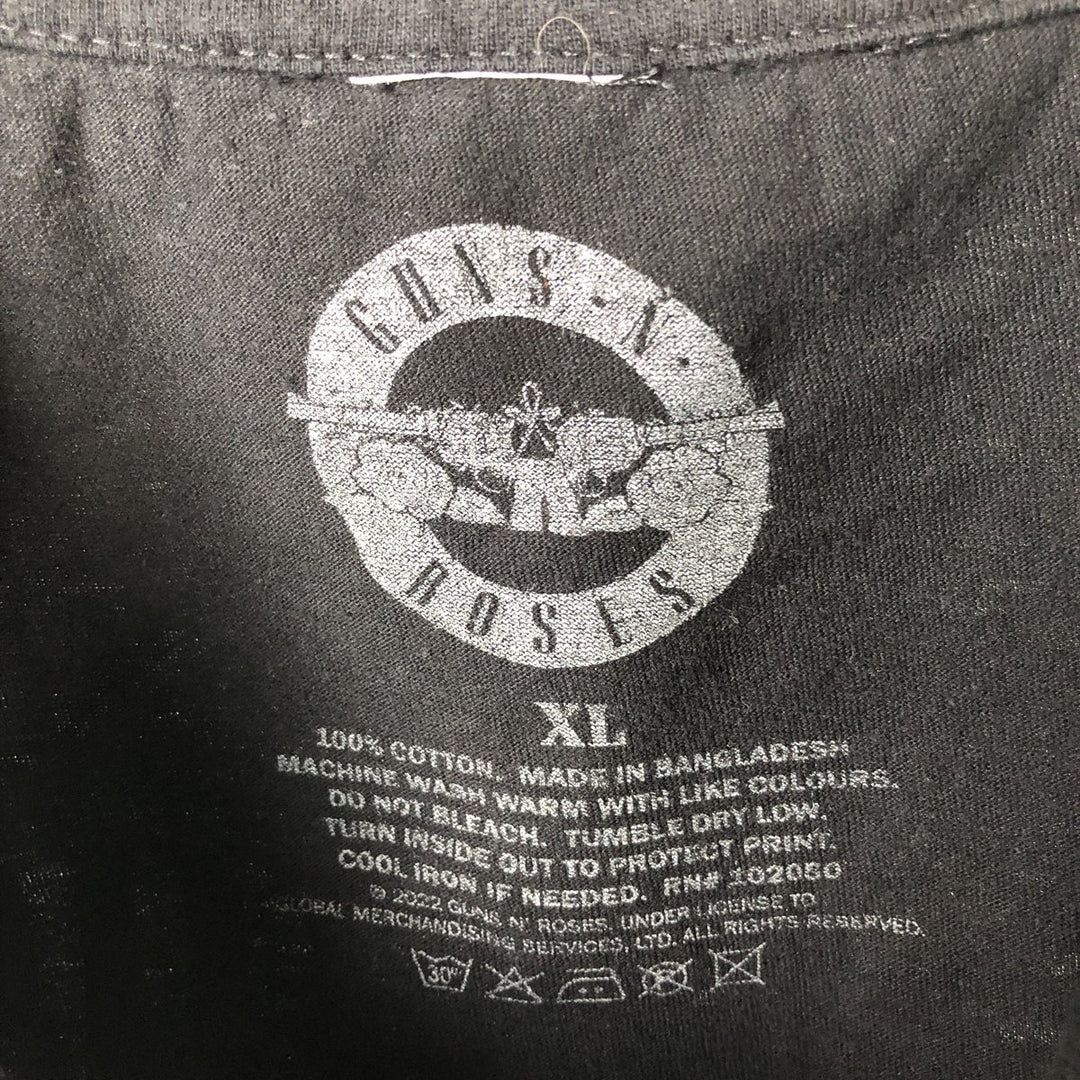 GUNS-N-
ROSES
XL
100% COTTON. MADE IN BANGLADESH
MACHINE WASH WARM WITH LIKE COLOURS.
DO NOT BLEACH. TUMBLE DRY LOW.
TURN INSIDE OUT TO PROTECT PRINT.
COOL IRON IF NEEDED. RN# 102050
© 2022 GUNS N' ROSES. UNDER LICENSE TO
GLOBAL MERCHANDISING SERVICES, LTD. ALL RIGHTS RESERVED.
30°